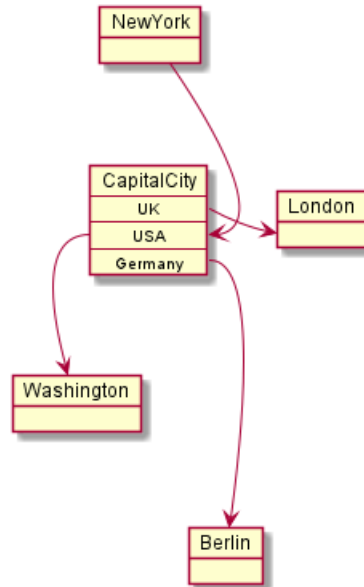 NewYork
CapitalCity
UK
London
USA
Germany
Washington
Berlin